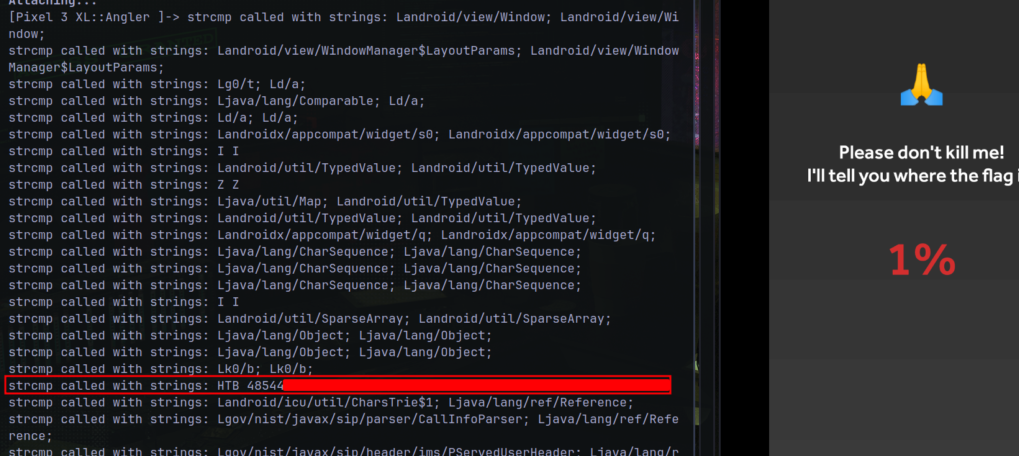 Attaching...
[Pixel 3 XL::Angler ]-> strcmp called with strings: Landroid/view/Window; Landroid/view/Wi
ndow;
strcmp called with strings: Landroid/view/WindowManager$LayoutParams; Landroid/view/Window
Manager$LayoutParams;
strcmp called with strings: Lg0/t; Ld/a;
strcmp called with strings: Ljava/lang/Comparable; Ld/a;
strcmp called with strings: Ld/a; Ld/a;
strcmp called with strings: Landroidx/appcompat/widget/s0; Landroidx/appcompat/widget/s0;
strcmp called with strings: I I
strcmp called with strings: Landroid/util/TypedValue; Landroid/util/TypedValue;
strcmp called with strings: Z Z
strcmp called with strings: Ljava/util/Map; Landroid/util/TypedValue;
strcmp called with strings: Landroid/util/TypedValue; Landroid/util/TypedValue;
strcmp called with strings: Landroidx/appcompat/widget/q; Landroidx/appcompat/widget/q;
strcmp called with strings: Ljava/lang/CharSequence; Ljava/lang/CharSequence;
strcmp called with strings: Ljava/lang/CharSequence; Ljava/lang/CharSequence;
strcmp called with strings: Ljava/lang/CharSequence; Ljava/lang/CharSequence;
strcmp called with strings: I I
strcmp called with strings: Landroid/util/SparseArray; Landroid/util/SparseArray;
strcmp called with strings: Ljava/lang/Object; Ljava/lang/Object;
strcmp called with strings: Ljava/lang/Object; Ljava/lang/Object;
strcmp called with strings: Lk0/b; Lk0/b;
strcmp called with strings: HTB 48544
strcmp called with strings: Landroid/icu/util/CharsTrie$1; Ljava/lang/ref/Reference;
strcmp called with strings: Lgov/nist/javax/sip/parser/CallInfoParser; Ljava/lang/ref/Refe
rence;
strcmp called with strings: Lgov/nist/javax/sip/header/ims/PServedUserHeader; Ljava/lang/r
Please don't kill me!
I'll tell you where the flag i
1%